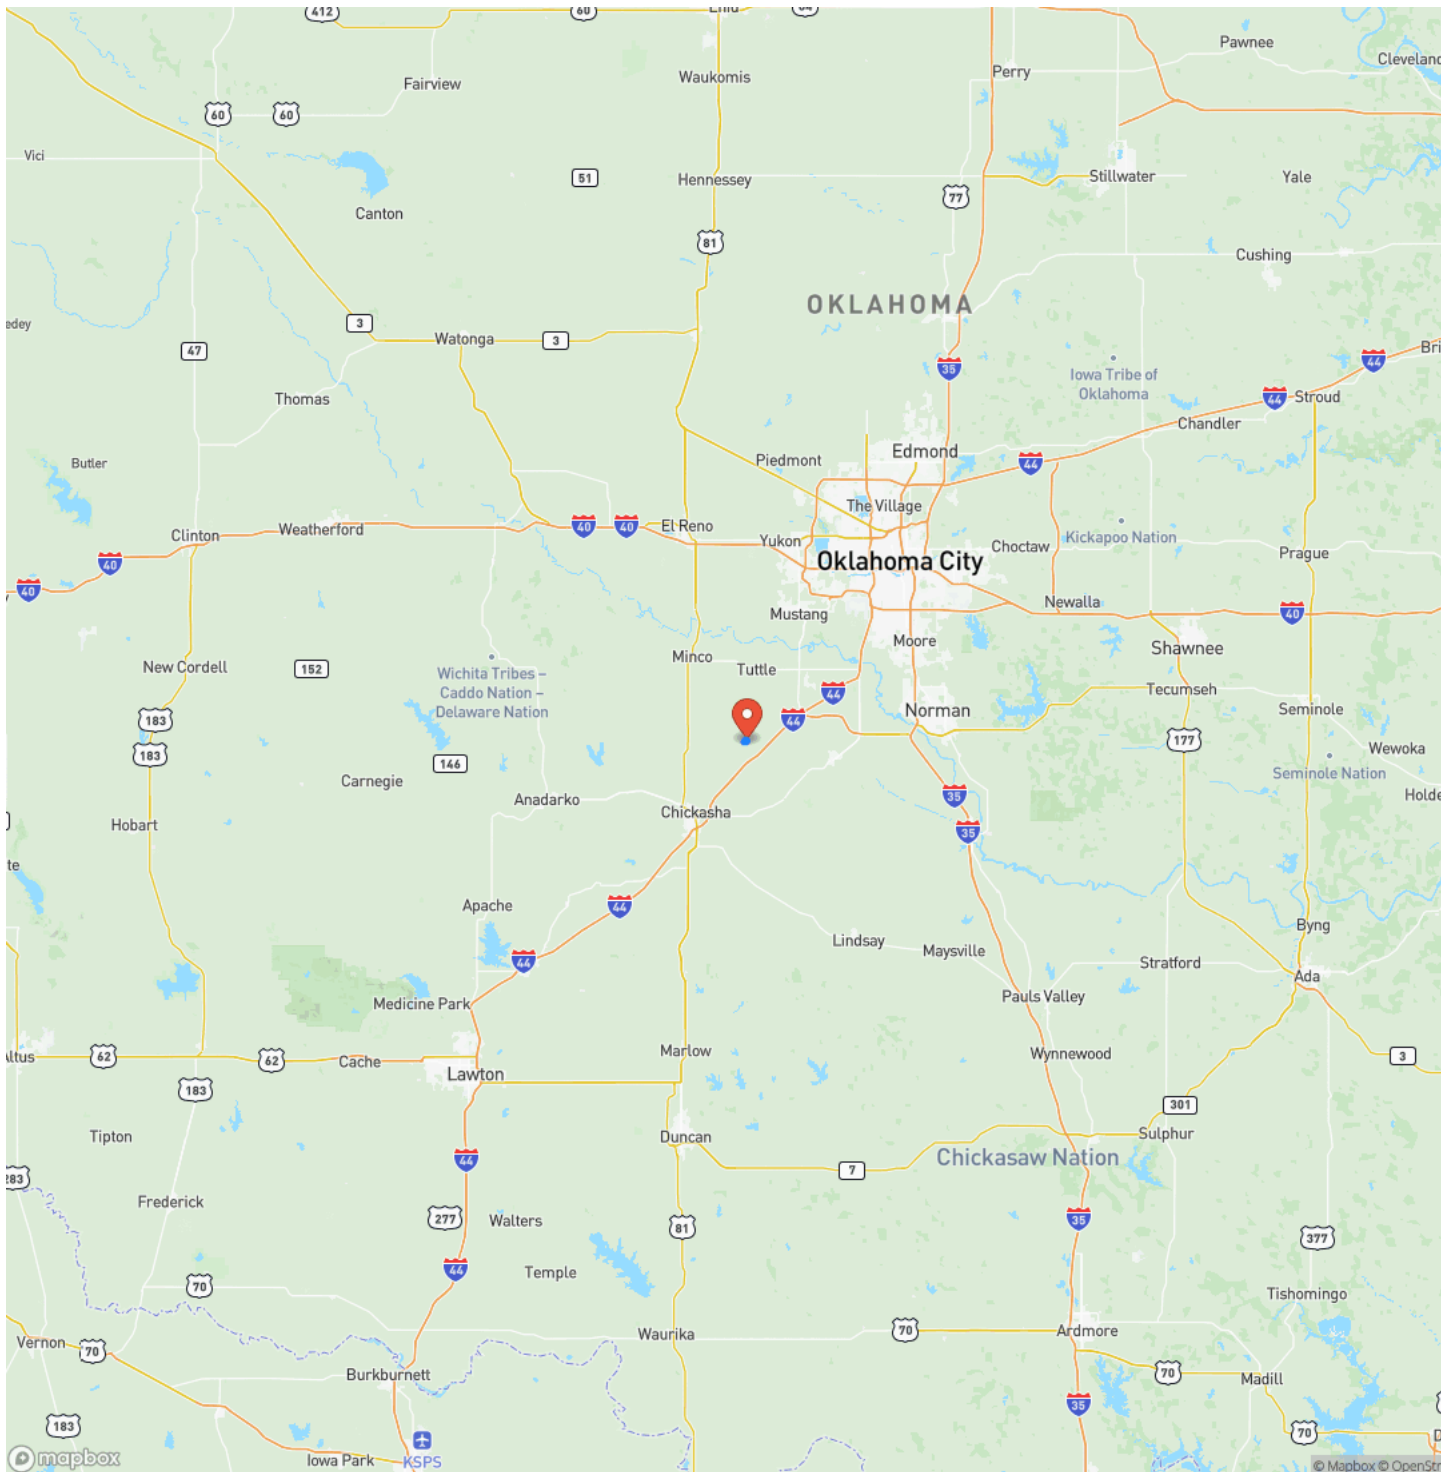 412
60
Enid
64
Pawnee
Cleveland
Perry
Waukomis
Fairview
60
60
Vici
51
Hennessey
Stillwater
Yale
77
Canton
81
Cushing
OKLAHOMA
3
Watonga
3
47
35
44
Bri
Iowa Tribe of
Oklahoma
44
Stroud
Thomas
Chandler
Edmond
Piedmont
44
Butler
The Village
Clinton
Weatherford
40
40
El Reno
Yukon
Choctaw
Kickapoo Nation
Prague
40
40
Oklahoma City
Newalla
Mustang
40
Moore
Shawnee
New Cordell
152
Wichita Tribes –
Caddo Nation –
Delaware Nation
Minco
Tuttle
Tecumseh
44
44
Norman
Seminole
183
183
177
Wewoka
146
Carnegie
Seminole Nation
Anadarko
35
Holde
Chickasha
Hobart
35
te
44
Apache
Byng
Lindsay
Maysville
44
Stratford
Ada
Medicine Park
Pauls Valley
Altus
62
62
Cache
Lawton
Marlow
Wynnewood
3
183
301
Tipton
Duncan
Sulphur
44
7
Chickasaw Nation
283
Frederick
277
Walters
81
35
377
44
Temple
70
Tishomingo
Waurika
70
Ardmore
Vernon
70
Burkburnett
70
Madill
35
183
70
mapbox
Iowa Park
KSPS
© Mapbox © OpenStr